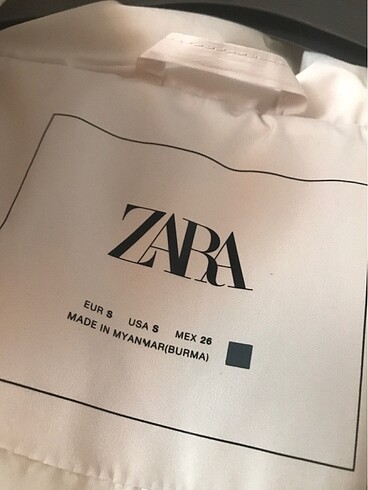 ZARA
EUR S USA S MEX 26
MADE IN MYANMAR(BURMA)